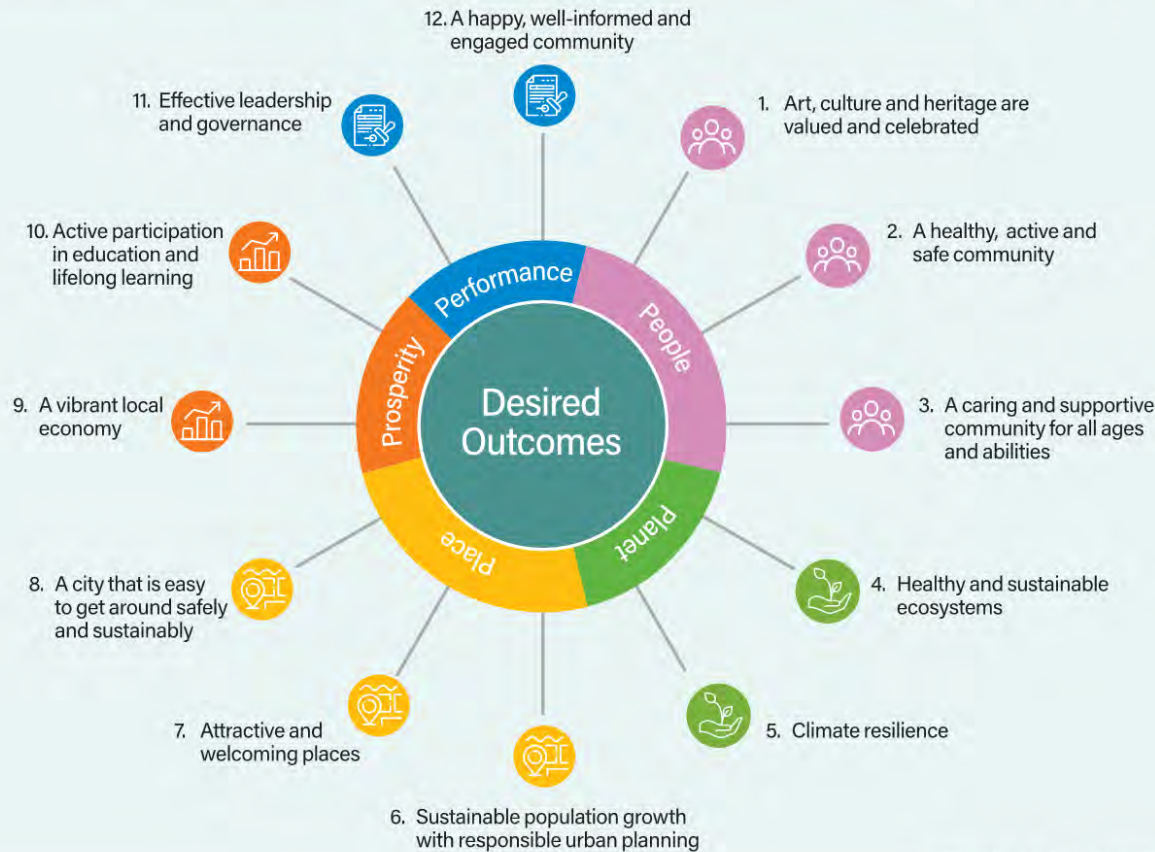 12. A happy, well-informed and
engaged community
11. Effective leadership
and governance
1. Art, culture and heritage are
valued and celebrated
10. Active participation
in education and
lifelong learning
2. A healthy, active and
safe community
Performance
People
Prosperity
Desired
Outcomes
9. A vibrant local
economy
3. A caring and supportive
community for all ages
and abilities
Planet
Place
8. A city that is easy
to get around safely
and sustainably
4. Healthy and sustainable
ecosystems
7. Attractive and
welcoming places
5. Climate resilience
6. Sustainable population growth
with responsible urban planning